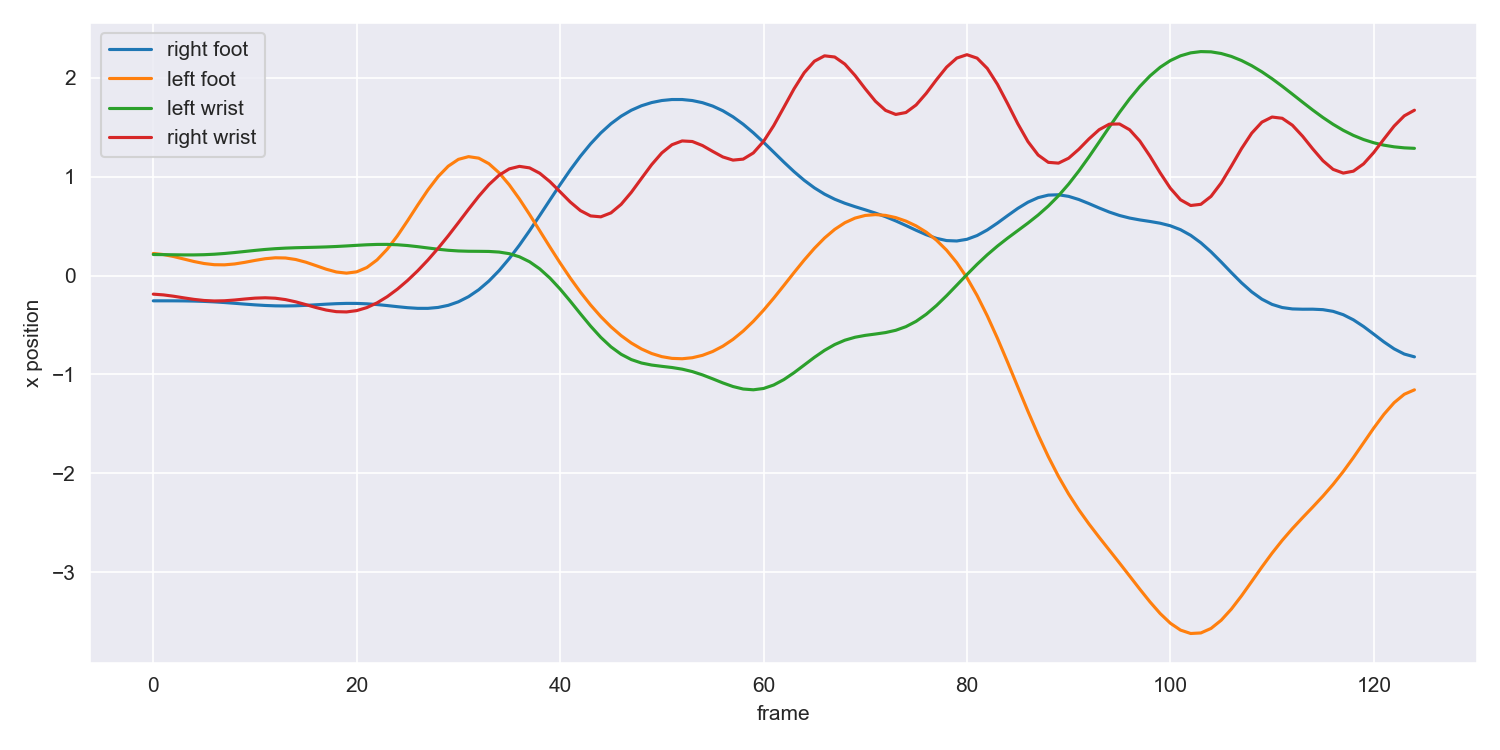 right foot
left foot
left wrist
right wrist
2
1
0
−1
−2
−3
x position
0 20 40 60 80 100 120
frame